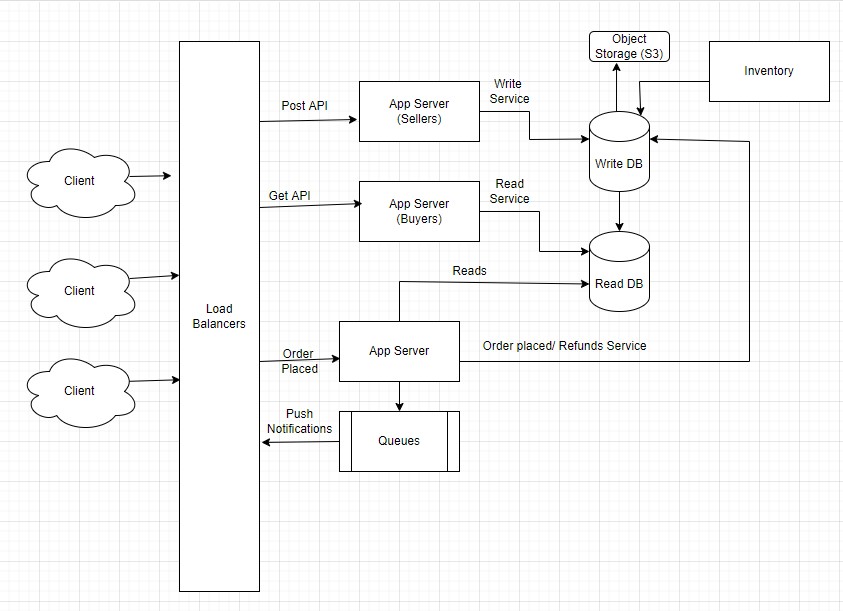 Object
Storage (S3)
Inventory
Write
Service
Post API
App Server
(Sellers)
Write DB
Client
Get API
App Server
(Buyers)
Read
Service
Reads
Read DB
Client
Load
Balancers
Order
Placed
App Server
Order placed/ Refunds Service
Client
Push
Notifications
Queues